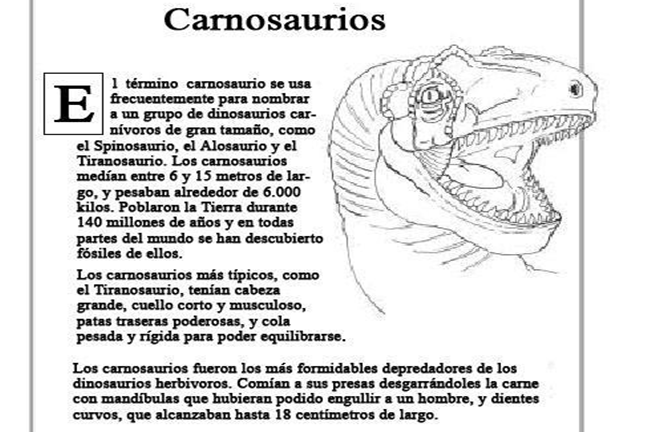 Carnosaurios
El término carnosaurio se usa
frecuentemente para nombrar
a un grupo de dinosaurios car-
nívoros de gran tamaño, como
el Spinosaurio, el Alosaurio y el
Tiranosaurio. Los carnosaurios
medían entre 6 y 15 metros de lar-
go, y pesaban alrededor de 6.000
kilos. Poblaron la Tierra durante
140 millones de años y en todas
partes del mundo se han descubierto
fósiles de ellos.
Los carnosaurios más típicos, como
el Tiranosaurio, tenían cabeza
grande, cuello corto y musculoso,
patas traseras poderosas, y cola
pesada y rígida para poder equilibrarse.
Los carnosaurios fueron los más formidables depredadores de los
dinosaurios herbivoros. Comían a sus presas desgarrándoles la carne
con mandíbulas que hubieran podido engullir a un hombre, y dientes
curvos, que alcanzaban hasta 18 centímetros de largo.